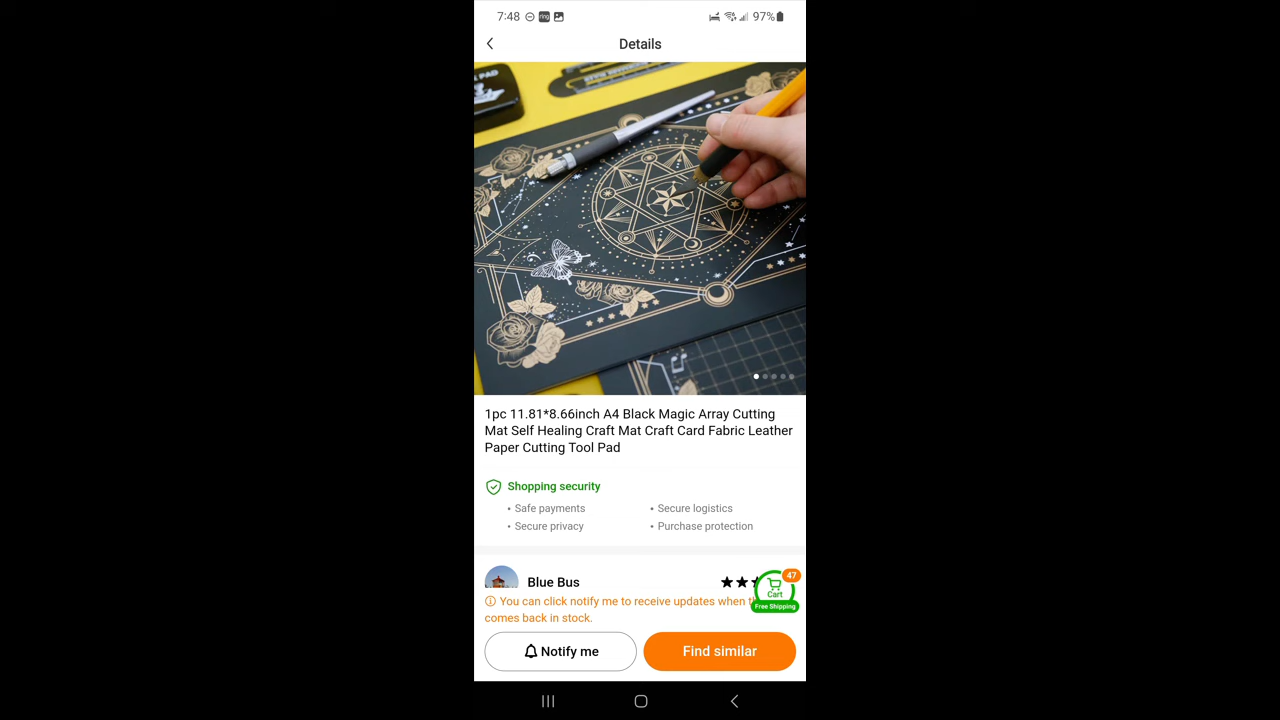 7:48
ring
97%
Details
PAD
1pc 11.81*8.66inch A4 Black Magic Array Cutting
Mat Self Healing Craft Mat Craft Card Fabric Leather
Paper Cutting Tool Pad
Shopping security
• Safe payments
• Secure logistics
• Secure privacy
• Purchase protection
Blue Bus
47
Cart
Free Shipping
You can click notify me to receive updates when
comes back in stock.
Notify me
Find similar